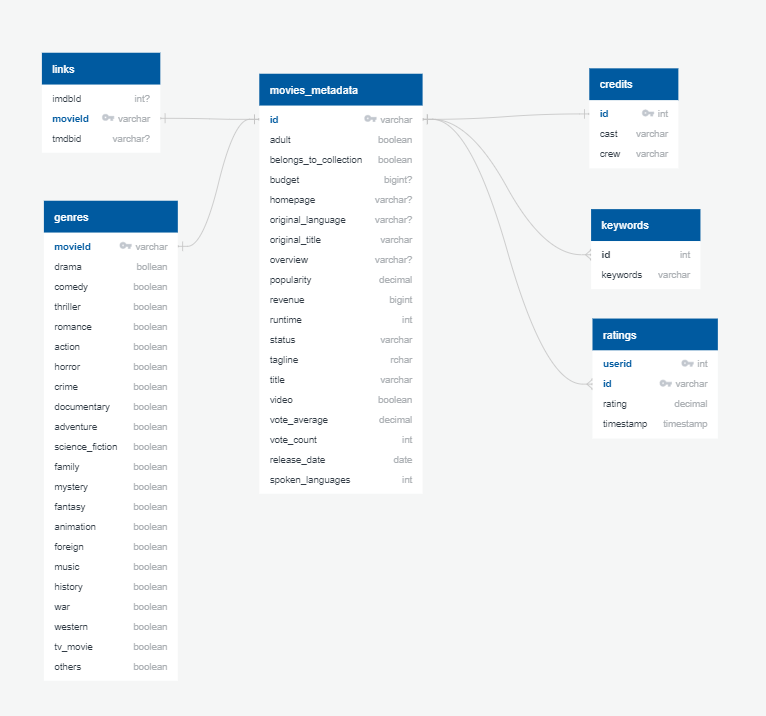 links
imdbId int?
movieId varchar
tmdbid varchar?
genres
movieId varchar
drama bollean
comedy boolean
thriller boolean
romance boolean
action boolean
horror boolean
crime boolean
documentary boolean
adventure boolean
science_fiction boolean
family boolean
mystery boolean
fantasy boolean
animation boolean
foreign boolean
music boolean
history boolean
war boolean
western boolean
tv_movie boolean
others boolean
movies_metadata
id varchar
adult boolean
belongs_to_collection boolean
budget bigint?
homepage varchar?
original_language varchar?
original_title varchar
overview varchar?
popularity decimal
revenue bigint
runtime int
status varchar
tagline rchar
title varchar
video boolean
vote_average decimal
vote_count int
release_date date
spoken_languages int
credits
id int
cast varchar
crew varchar
keywords
id int
keywords varchar
ratings
userid int
id varchar
rating decimal
timestamp timestamp